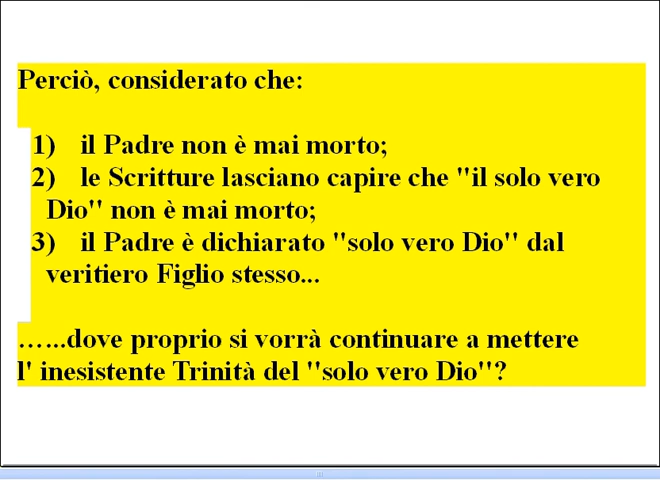 Perciò, considerato che:
1) il Padre non è mai morto;
2) le Scritture lasciano capire che "il solo vero
Dio" non è mai morto;
3) il Padre è dichiarato "solo vero Dio" dal
veritiero Figlio stesso...
…...dove proprio si vorrà continuare a mettere
l' inesistente Trinità del "solo vero Dio"?